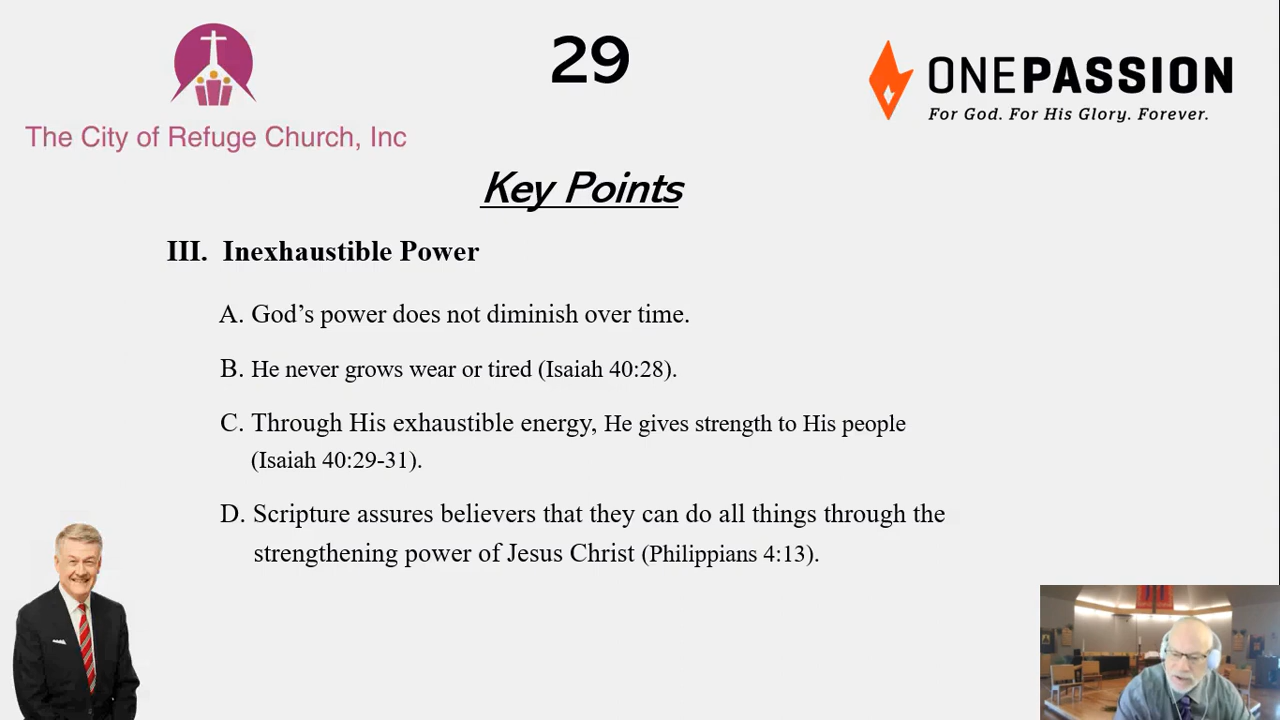 The City of Refuge Church, Inc
29
ONEPASSION
For God. For His Glory. Forever.
Key Points
III. Inexhaustible Power
A. God's power does not diminish over time.
B. He never grows wear or tired (Isaiah 40:28).
C. Through His exhaustible energy, He gives strength to His people
(Isaiah 40:29-31).
D. Scripture assures believers that they can do all things through the
strengthening power of Jesus Christ (Philippians 4:13).